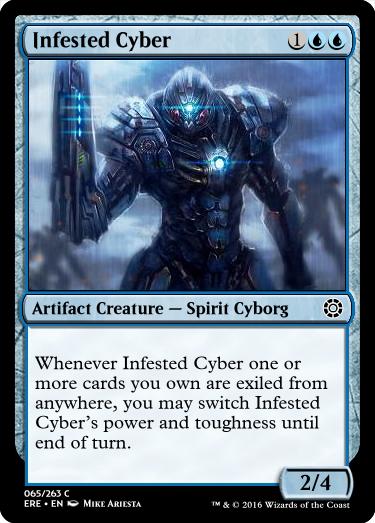 Infested Cyber 1
Artifact Creature — Spirit Cyborg
Whenever Infested Cyber one or
more cards you own are exiled from
anywhere, you may switch Infested
Cyber's power and toughness until
end of turn.
2/4
065/263 C
ERE • EN MIKE ARIESTA
™ & © 2016 Wizards of the Coast